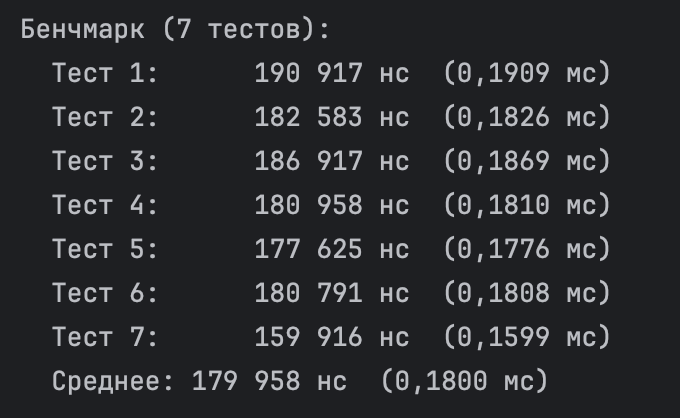 Бенчмарк (7 тестов):
Тест 1: 190 917 нс (0,1909 мс)
Тест 2: 182 583 нс (0,1826 мс)
Тест 3: 186 917 нс (0,1869 мс)
Тест 4: 180 958 нс (0,1810 мс)
Тест 5: 177 625 нс (0,1776 мс)
Тест 6: 180 791 нс (0,1808 мс)
Тест 7: 159 916 нс (0,1599 мс)
Среднее: 179 958 нс (0,1800 мс)